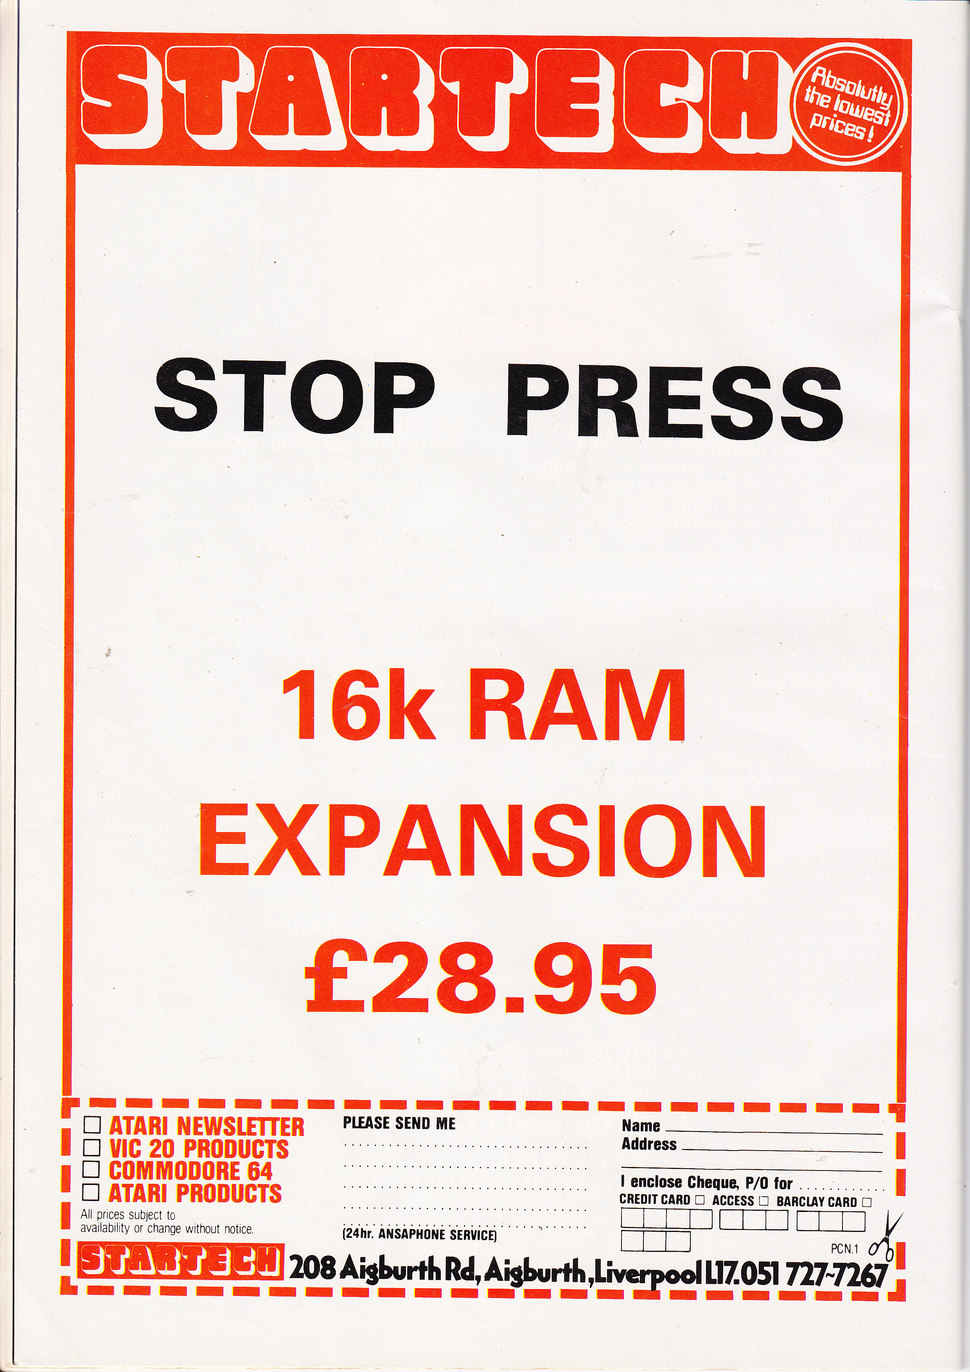 STARTECH
Absolutly
the lowest
prices!
STOP PRESS
16k RAM
EXPANSION
£28.95
ATARI NEWSLETTER
VIC 20 PRODUCTS
COMMODORE 64
ATARI PRODUCTS
All prices subject to
availability or change without notice.
PLEASE SEND ME
(24hr. ANSAPHONE SERVICE)
Name
Address
I enclose Cheque, P/O for
CREDIT CARD ☐ ACCESS ☐ BARCLAY CARD ☐
PCN.1
STARTECH
208 Aigburth Rd, Aigburth, Liverpool L17. 051 727-7267